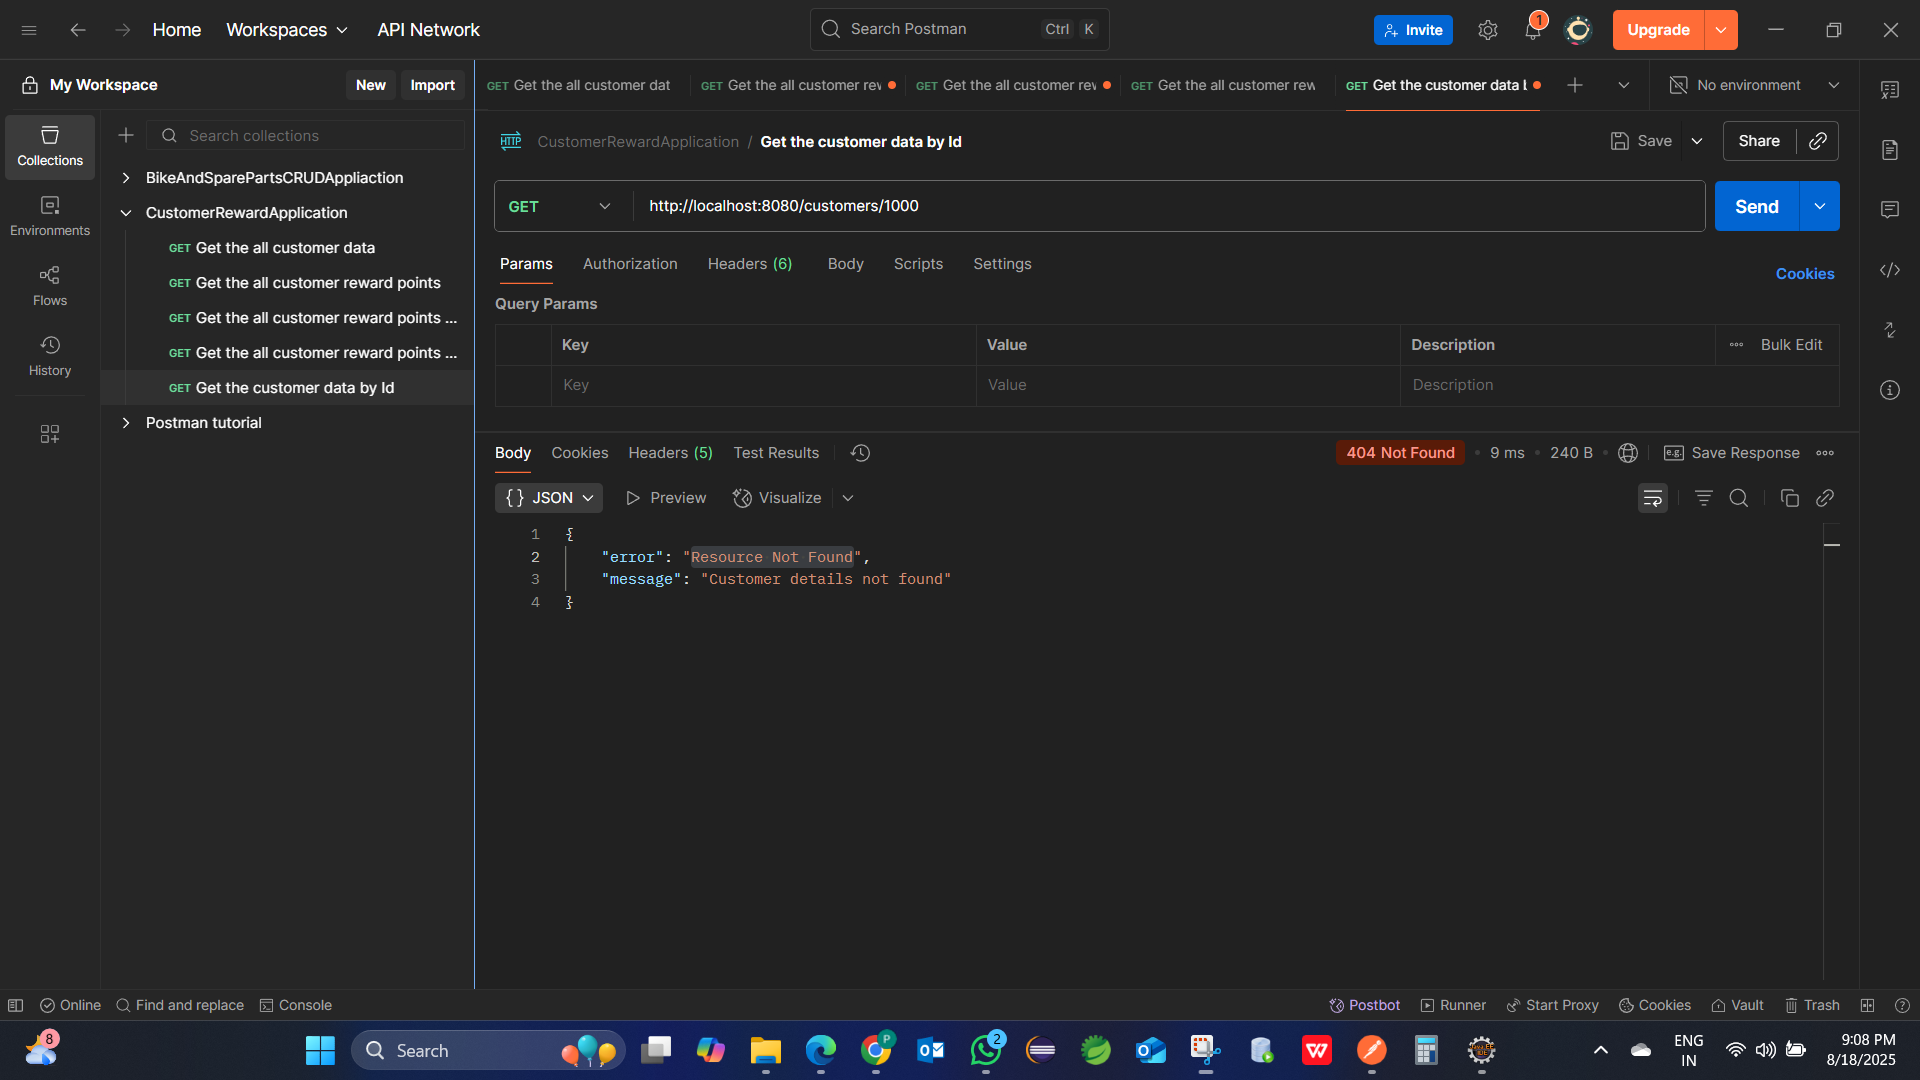 Home
Workspaces
API Network
Search Postman
Ctrl
K
Invite
1
Upgrade
My Workspace
New
Import
GET Get the all customer dat
GET Get the all customer rev
GET Get the all customer rev
GET Get the all customer rew
GET Get the customer data b
No environment
Collections
Environments
Flows
History
Search collections
BikeAndSparePartsCRUDAppliaction
CustomerRewardApplication
GET Get the all customer data
GET Get the all customer reward points
GET Get the all customer reward points ...
GET Get the all customer reward points ...
GET Get the customer data by Id
Postman tutorial
HTTP
CustomerRewardApplication / Get the customer data by Id
Save
Share
GET
http://localhost:8080/customers/1000
Send
Params
Authorization
Headers (6)
Body
Scripts
Settings
Cookies
Query Params
Key
Value
Description
Bulk Edit
Key
Value
Description
Body
Cookies
Headers (5)
Test Results
404 Not Found
9 ms
240 B
e.g.
Save Response
{} JSON
Preview
Visualize
1 {
2 "error": "Resource Not Found",
3 "message": "Customer details not found"
4 }
Online
Find and replace
Console
Postbot
Runner
Start Proxy
Cookies
Vault
Trash
8
Search
P
2
ENG
IN
9:08 PM
8/18/2025